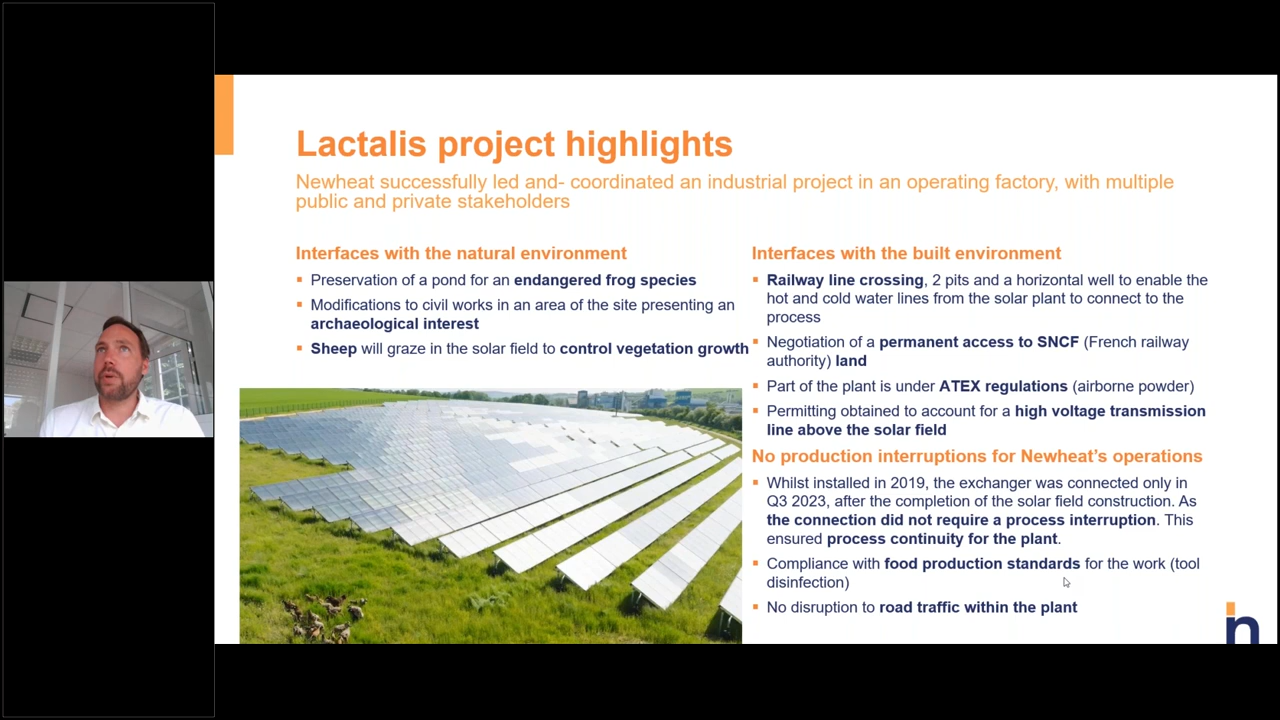 Lactalis project highlights
Newheat successfully led and- coordinated an industrial project in an operating factory, with multiple
public and private stakeholders
Interfaces with the natural environment
▪ Preservation of a pond for an endangered frog species
▪ Modifications to civil works in an area of the site presenting an
archaeological interest
▪ Sheep will graze in the solar field to control vegetation growth
Interfaces with the built environment
▪ Railway line crossing, 2 pits and a horizontal well to enable the
hot and cold water lines from the solar plant to connect to the
process
▪ Negotiation of a permanent access to SNCF (French railway
authority) land
▪ Part of the plant is under ATEX regulations (airborne powder)
▪ Permitting obtained to account for a high voltage transmission
line above the solar field
No production interruptions for Newheat’s operations
▪ Whilst installed in 2019, the exchanger was connected only in
Q3 2023, after the completion of the solar field construction. As
the connection did not require a process interruption. This
ensured process continuity for the plant.
▪ Compliance with food production standards for the work (tool
disinfection)
▪ No disruption to road traffic within the plant